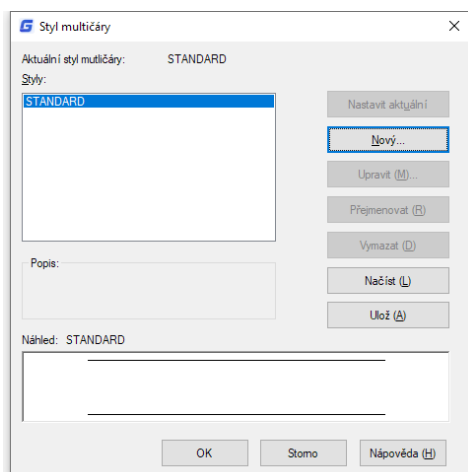 Styl multičáry
Aktuální styl mutličáry: STANDARD
Styly:
STANDARD
Nastavit aktuální
Nový...
Upravit (M)...
Přejmenovat (R)
Vymazat (D)
Popis:
Načíst (L)
Ulož (A)
Náhled: STANDARD
OK Storno Nápověda (H)